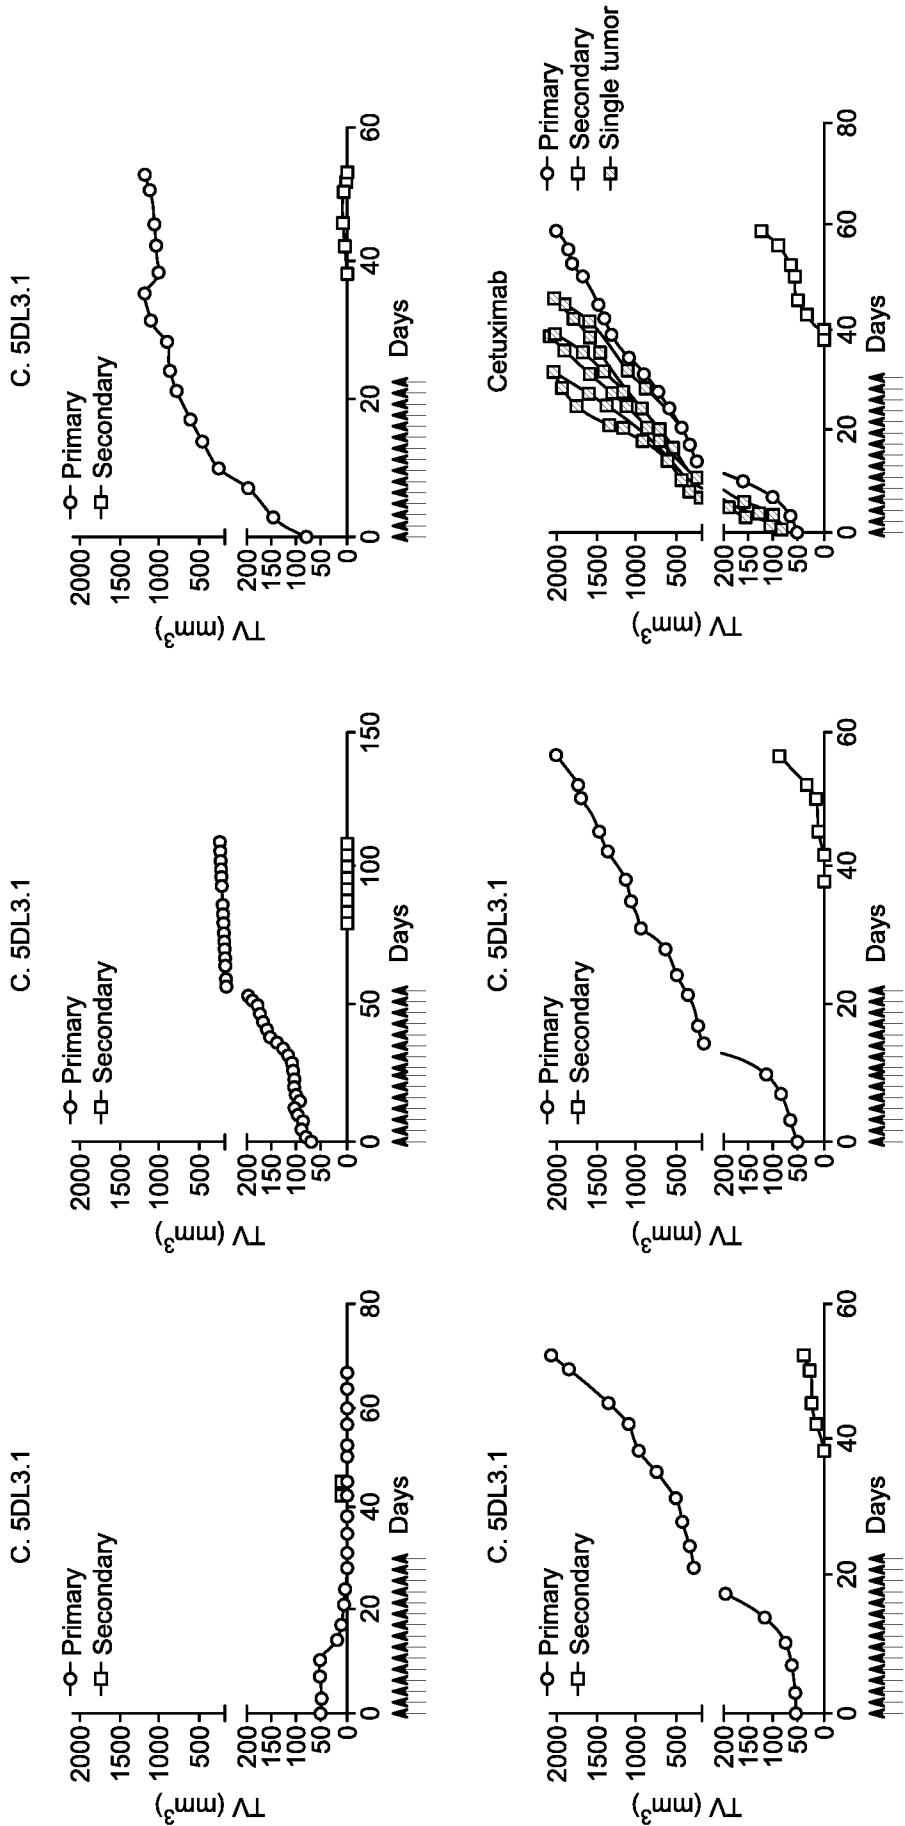 C. 5DL3.1
Primary
Secondary
TV (mm³)
2000
1500
1000
500
200
150
100
50
0
0 20 40 60 80
Days
C. 5DL3.1
Primary
Secondary
TV (mm³)
2000
1500
1000
500
200
150
100
50
0
0 50 100 150
Days
C. 5DL3.1
Primary
Secondary
TV (mm³)
2000
1500
1000
500
200
150
100
50
0
0 20 40 60
Days
C. 5DL3.1
Primary
Secondary
TV (mm³)
2000
1500
1000
500
200
150
100
50
0
0 20 40 60
Days
C. 5DL3.1
Primary
Secondary
TV (mm³)
2000
1500
1000
500
200
150
100
50
0
0 20 40 60
Days
Cetuximab
Primary
Secondary
Single tumor
TV (mm³)
2000
1500
1000
500
200
150
100
50
0
0 20 40 60 80
Days